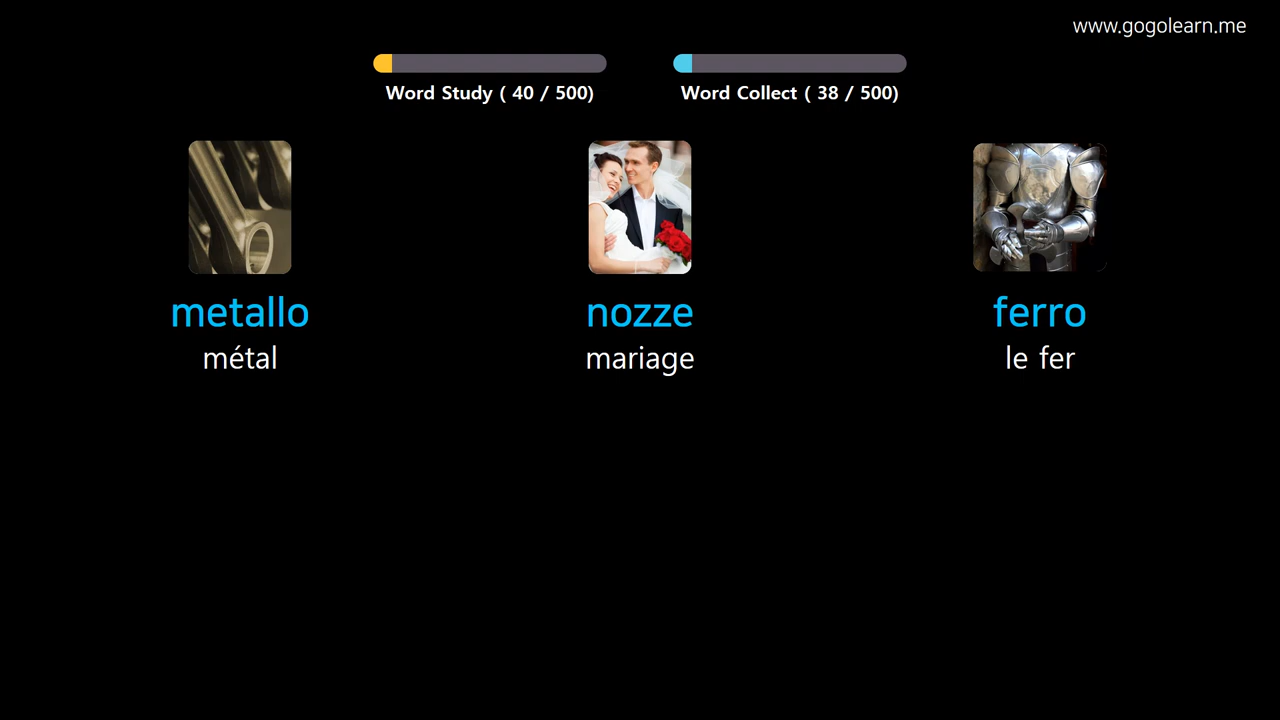 www.gogolearn.me
Word Study ( 40 / 500)
Word Collect ( 38 / 500)
metallo
nozze
ferro
métal
mariage
le fer